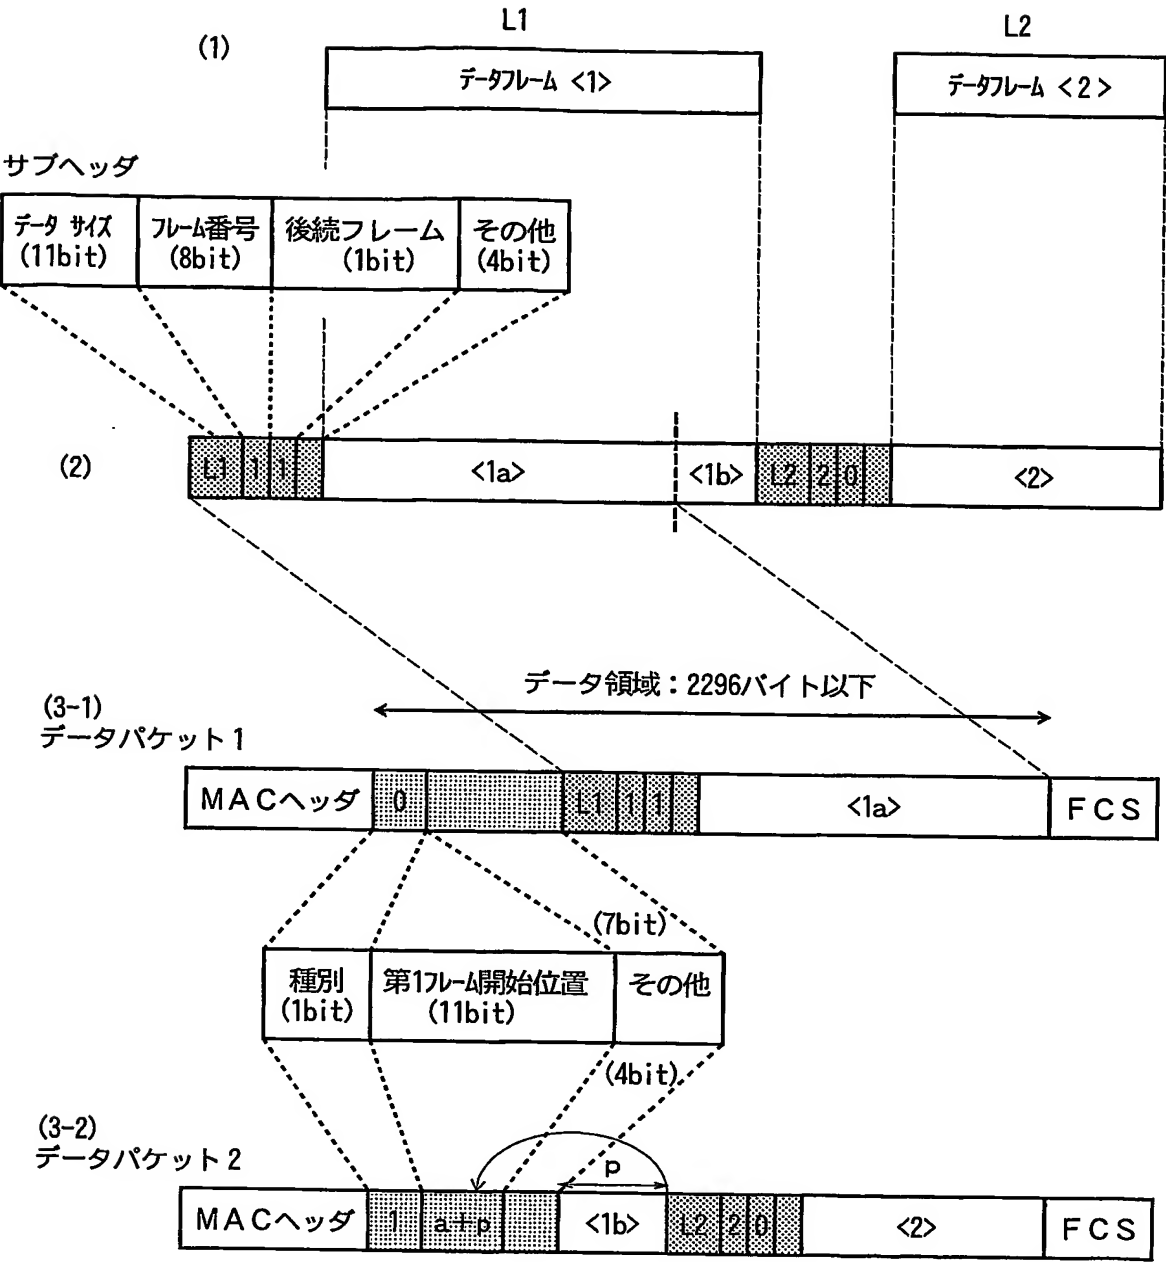 L1
L2
(1)
データフレーム <1>
データフレーム <2>
サブヘッダ
データ サイズ
(11bit)
フレーム番号
(8bit)
後続フレーム
(1bit)
その他
(4bit)
(2)
L1 1 1 <1a> <1b> L2 2 0 <2>
データ領域：2296バイト以下
(3-1)
データパケット1
MACヘッダ 0 L1 1 1 <1a> FCS
(7bit)
種別
(1bit)
第1フレーム開始位置
(11bit)
その他
(4bit)
(3-2)
データパケット2
p
MACヘッダ 1 a+p <1b> L2 2 0 <2> FCS